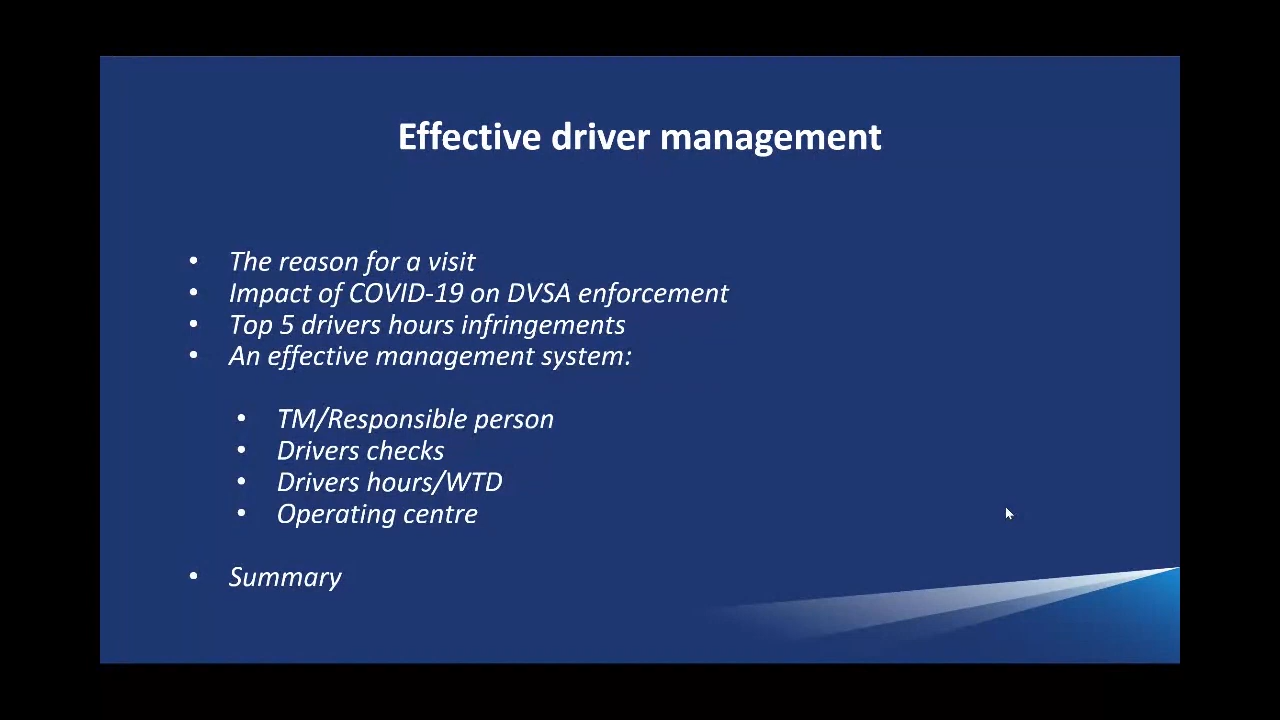 Effective driver management
• The reason for a visit
• Impact of COVID-19 on DVSA enforcement
• Top 5 drivers hours infringements
• An effective management system:
• TM/Responsible person
• Drivers checks
• Drivers hours/WTD
• Operating centre
• Summary